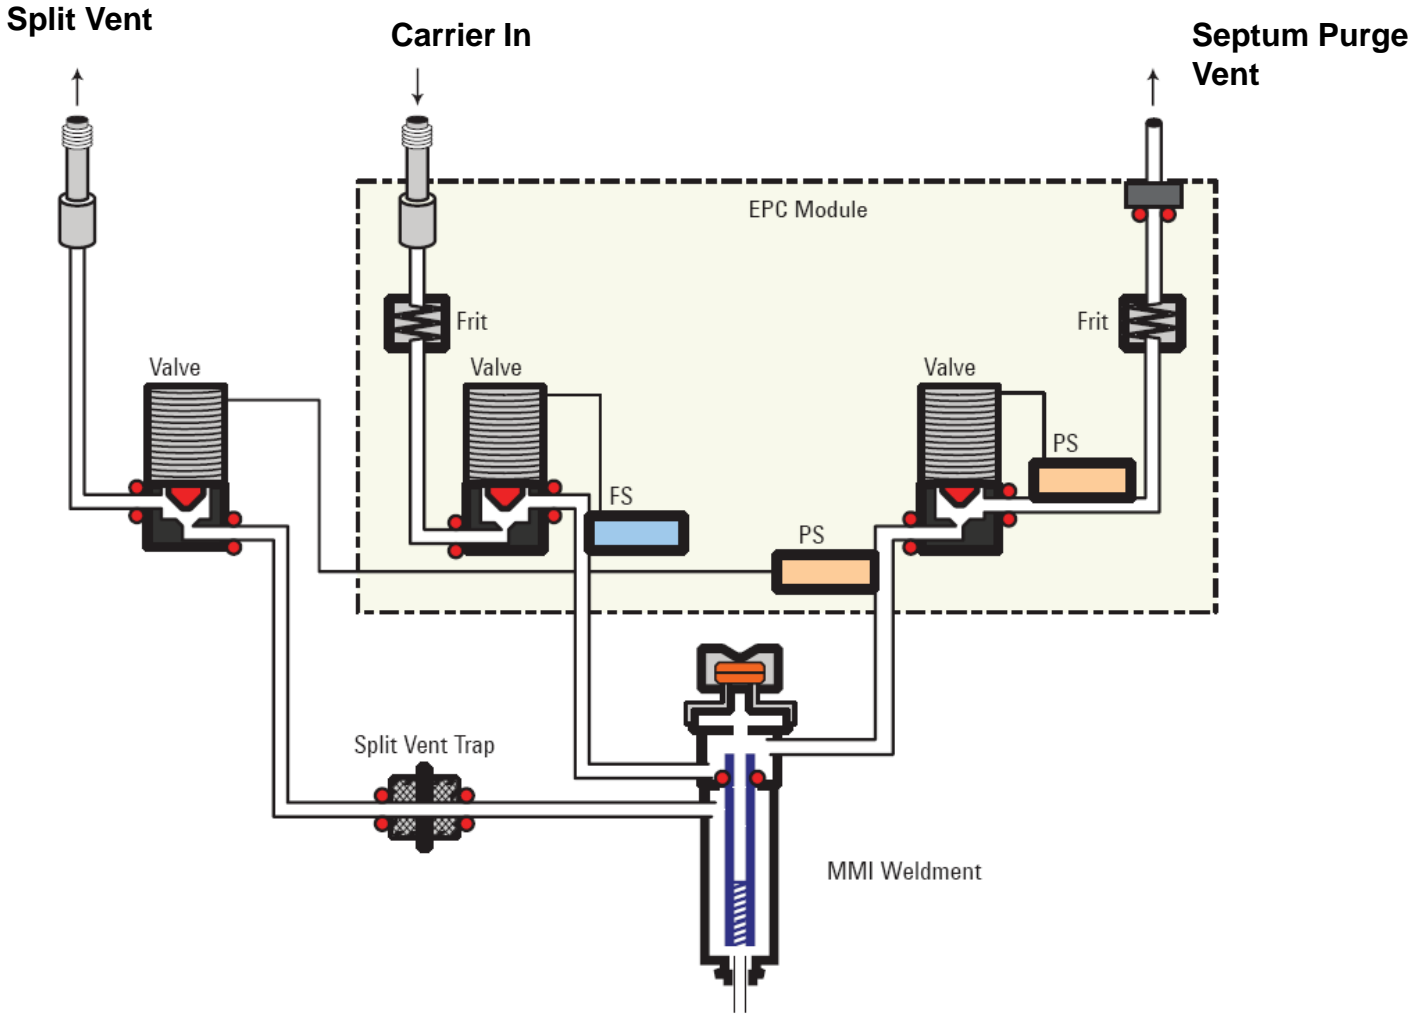 Split Vent
Carrier In
Septum Purge
Vent
EPC Module
Frit
Frit
Valve
Valve
Valve
PS
FS
PS
Split Vent Trap
MMI Weldment